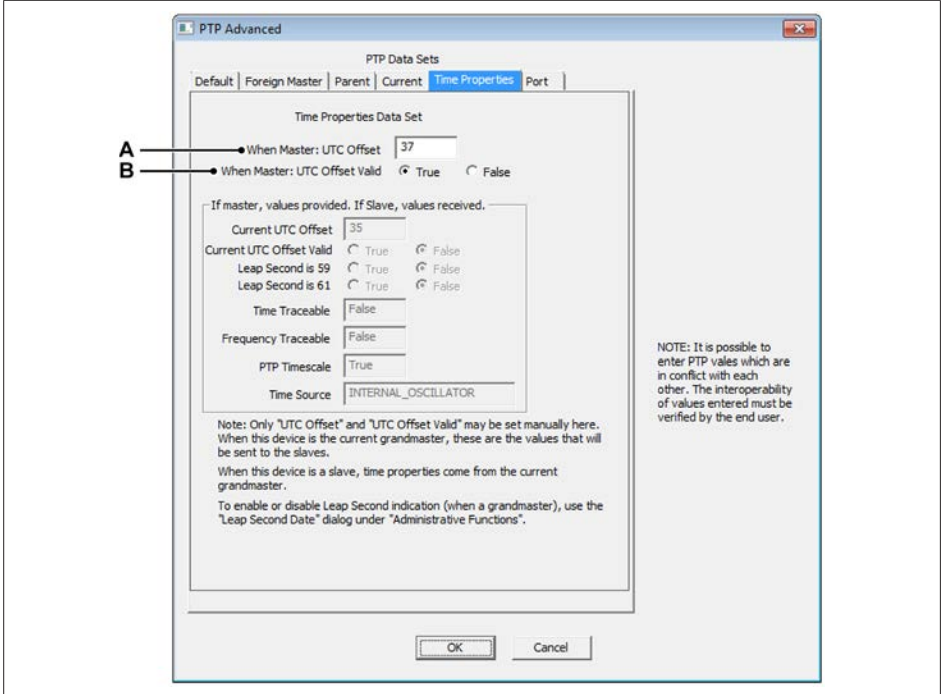 PTP Advanced
PTP Data Sets
Default Foreign Master Parent Current Time Properties Port
Time Properties Data Set
A When Master: UTC Offset 37
B When Master: UTC Offset Valid True False
If master, values provided. If Slave, values received.
Current UTC Offset 35
Current UTC Offset Valid True False
Leap Second is 59 True False
Leap Second is 61 True False
Time Traceable False
Frequency Traceable False
PTP Timescale True
Time Source INTERNAL_OSCILLATOR
Note: Only "UTC Offset" and "UTC Offset Valid" may be set manually here.
When this device is the current grandmaster, these are the values that will
be sent to the slaves.
When this device is a slave, time properties come from the current
grandmaster.
To enable or disable Leap Second indication (when a grandmaster), use the
"Leap Second Date" dialog under "Administrative Functions".
NOTE: It is possible to
enter PTP vales which are
in conflict with each
other. The interoperability
of values entered must be
verified by the end user.
OK Cancel